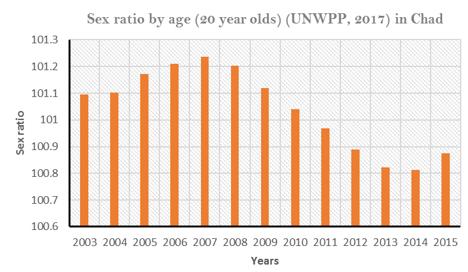 Sex ratio by age (20 year olds) (UNWPP, 2017) in Chad
101.3
101.2
101.1
101
100.9
100.8
100.7
100.6
Sex ratio
2003 2004 2005 2006 2007 2008 2009 2010 2011 2012 2013 2014 2015
Years